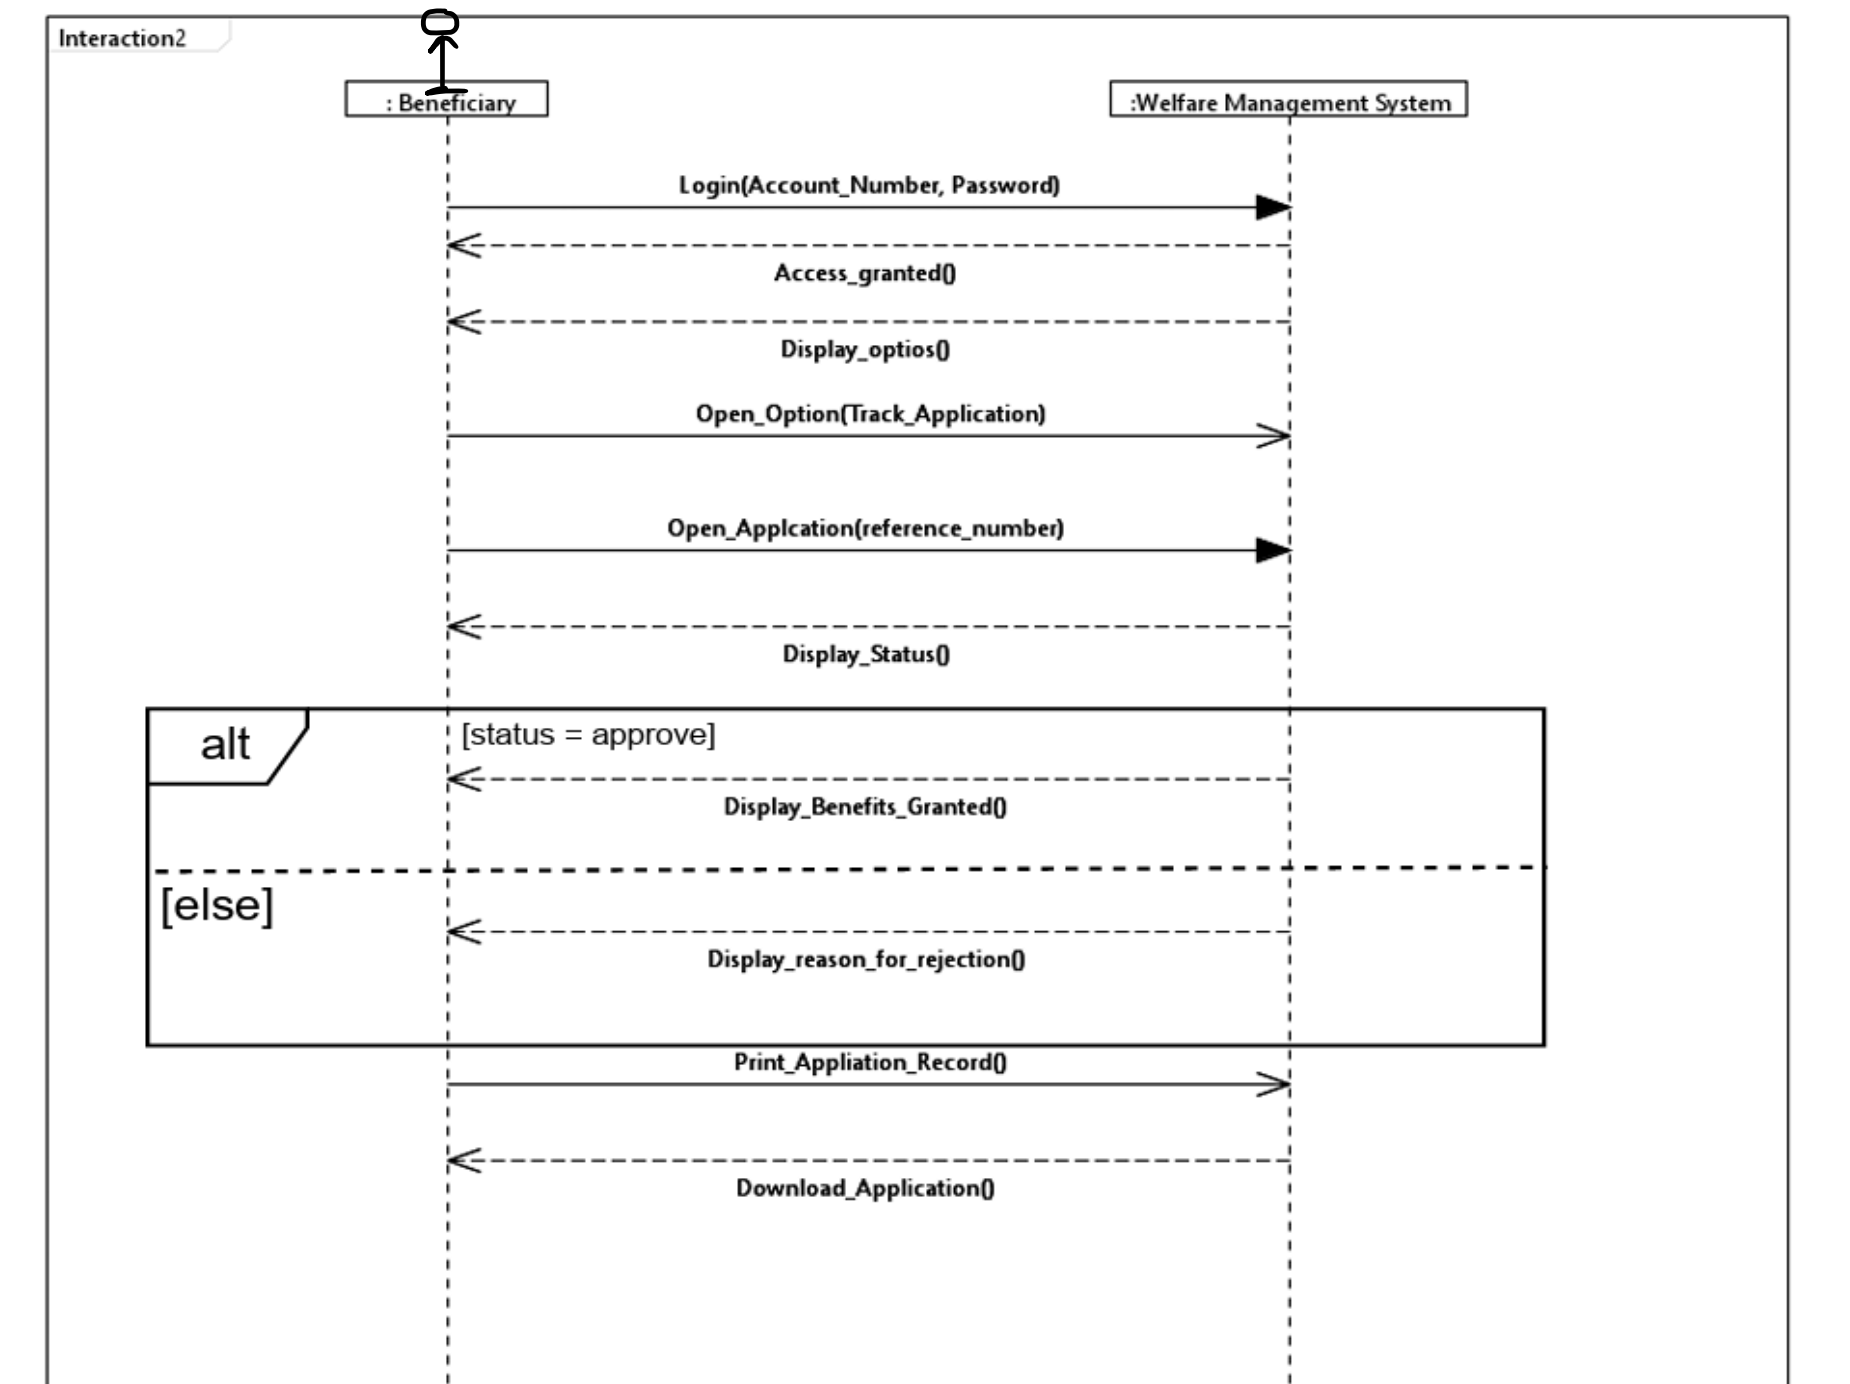 Interaction2
: Beneficiary
:Welfare Management System
Login(Account_Number, Password)
Access_granted()
Display_optios()
Open_Option(Track_Application)
Open_Applcation(reference_number)
Display_Status()
alt
[status = approve]
Display_Benefits_Granted()
[else]
Display_reason_for_rejection()
Print_Appliation_Record()
Download_Application()